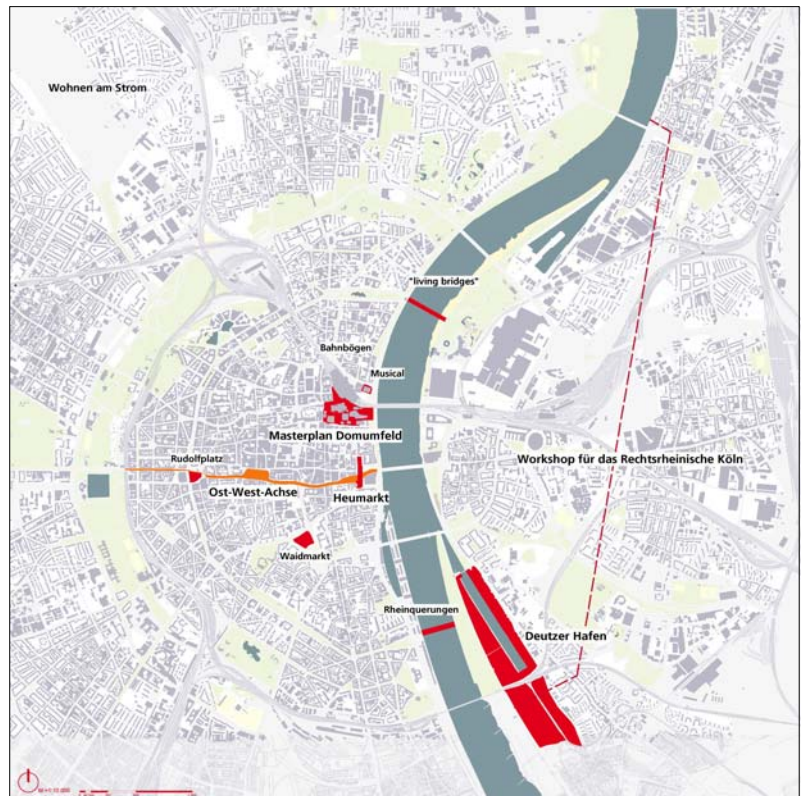 Wohnen am Strom
"living bridges"
Bahnbögen
Musical
Masterplan Domumfeld
Rudolfplatz
Workshop für das Rechtsrheinische Köln
Ost-West-Achse
Heumarkt
Waidmarkt
Rheinquerungen
Deutzer Hafen